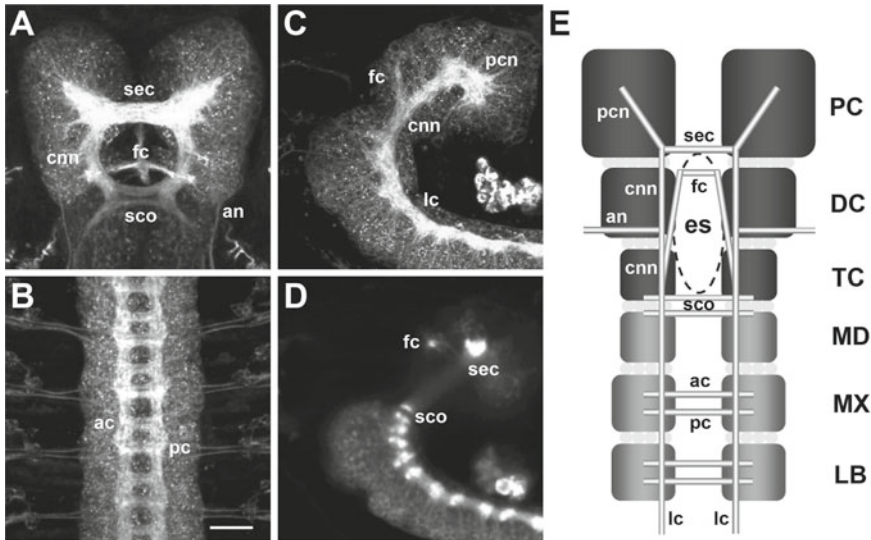 A
sec
fc
cnn
sco
an
B
ac
pc
C
fc
pcn
cnn
lc
D
fc
sec
sco
E
PC
pcn
sec
cnn
fc
DC
an
es
cnn
TC
sco
MD
ac
MX
pc
LB
lc lc